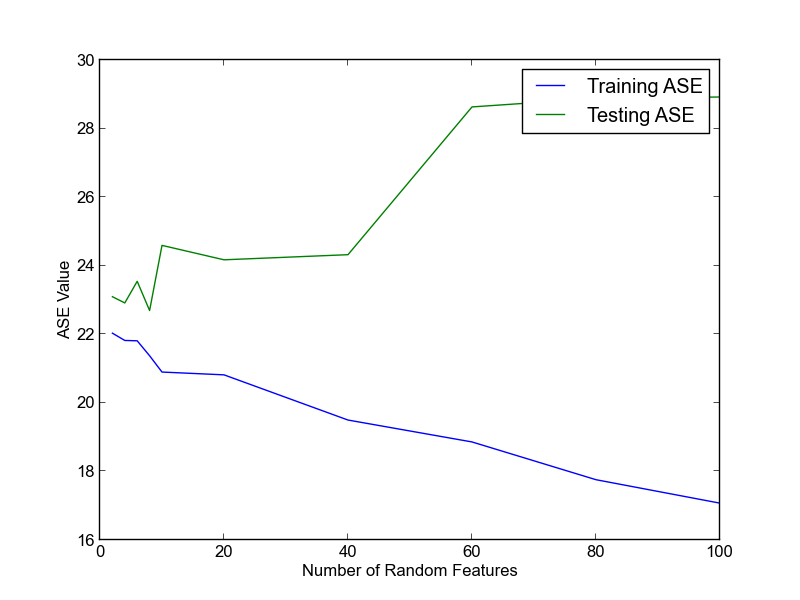 30
28
26
24
22
20
18
16
ASE Value
Training ASE
Testing ASE
0 20 40 60 80 100
Number of Random Features